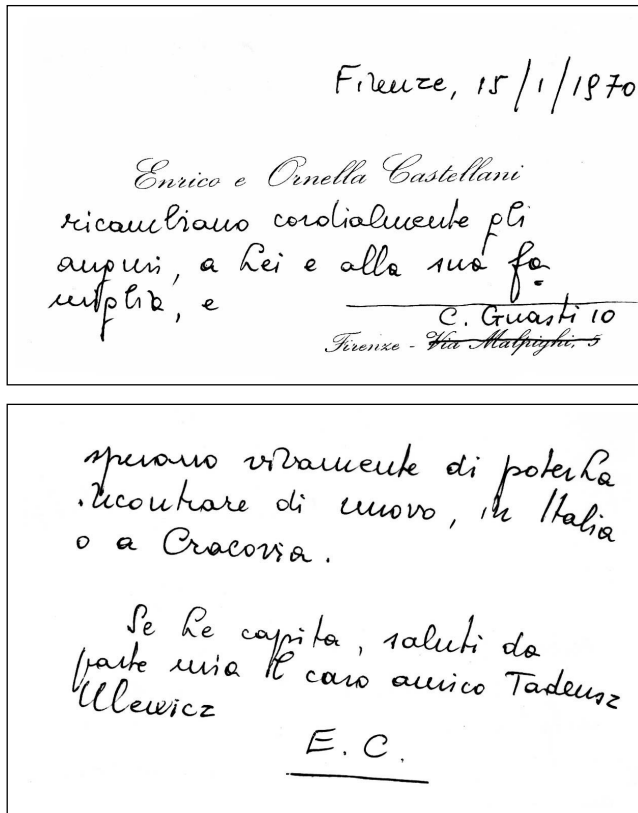 Firenze, 15/1/1970
Enrico e Ornella Castellani
ricambiano cordialmente gli
auguri, a Lei e alla sua fa-
miglia, e
C. Guasti 10
Firenze - Via Malpighi, 5
sperano vivamente di poterLa
incontrare di nuovo, in Italia
o a Cracovia.
Se Le capita, saluti da
parte mia il caro amico Tadeusz
Ulewicz
E. C.